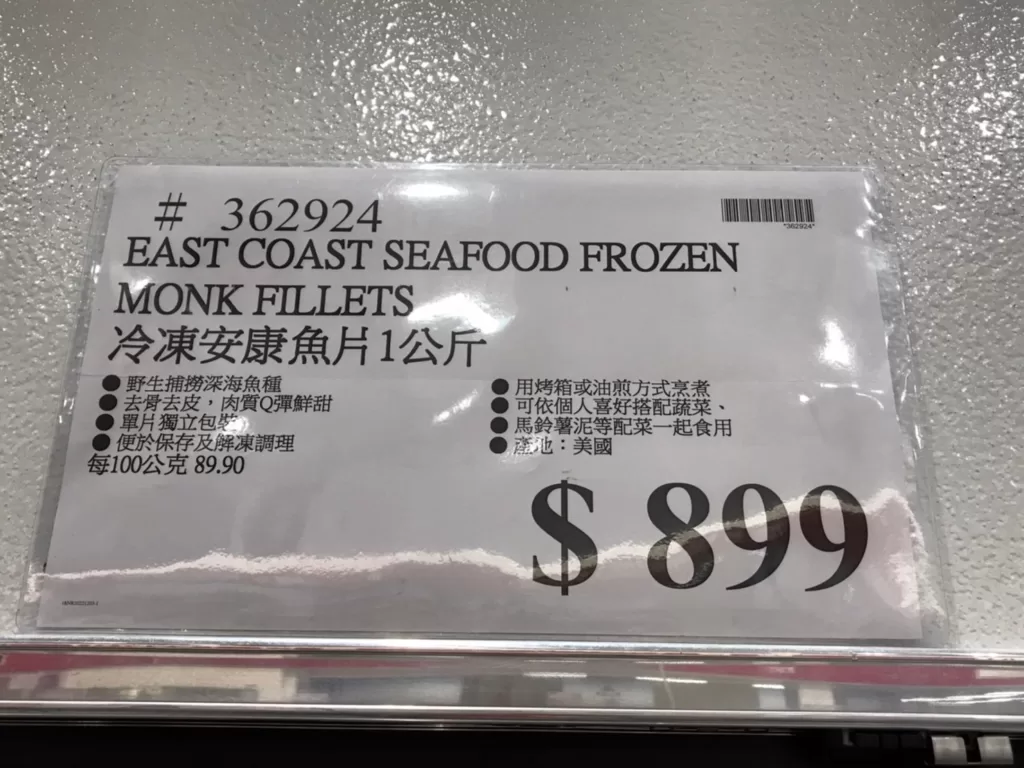 # 362924
*362924*
EAST COAST SEAFOOD FROZEN
MONK FILLETS
冷凍安康魚片1公斤
● 野生捕撈深海魚種
● 去骨去皮，肉質Q彈鮮甜
● 單片獨立包裝
● 便於保存及解凍調理
每100公克 89.90
● 用烤箱或油煎方式烹煮
● 可依個人喜好搭配蔬菜、
● 馬鈴薯泥等配菜一起食用
● 產地：美國
$ 899